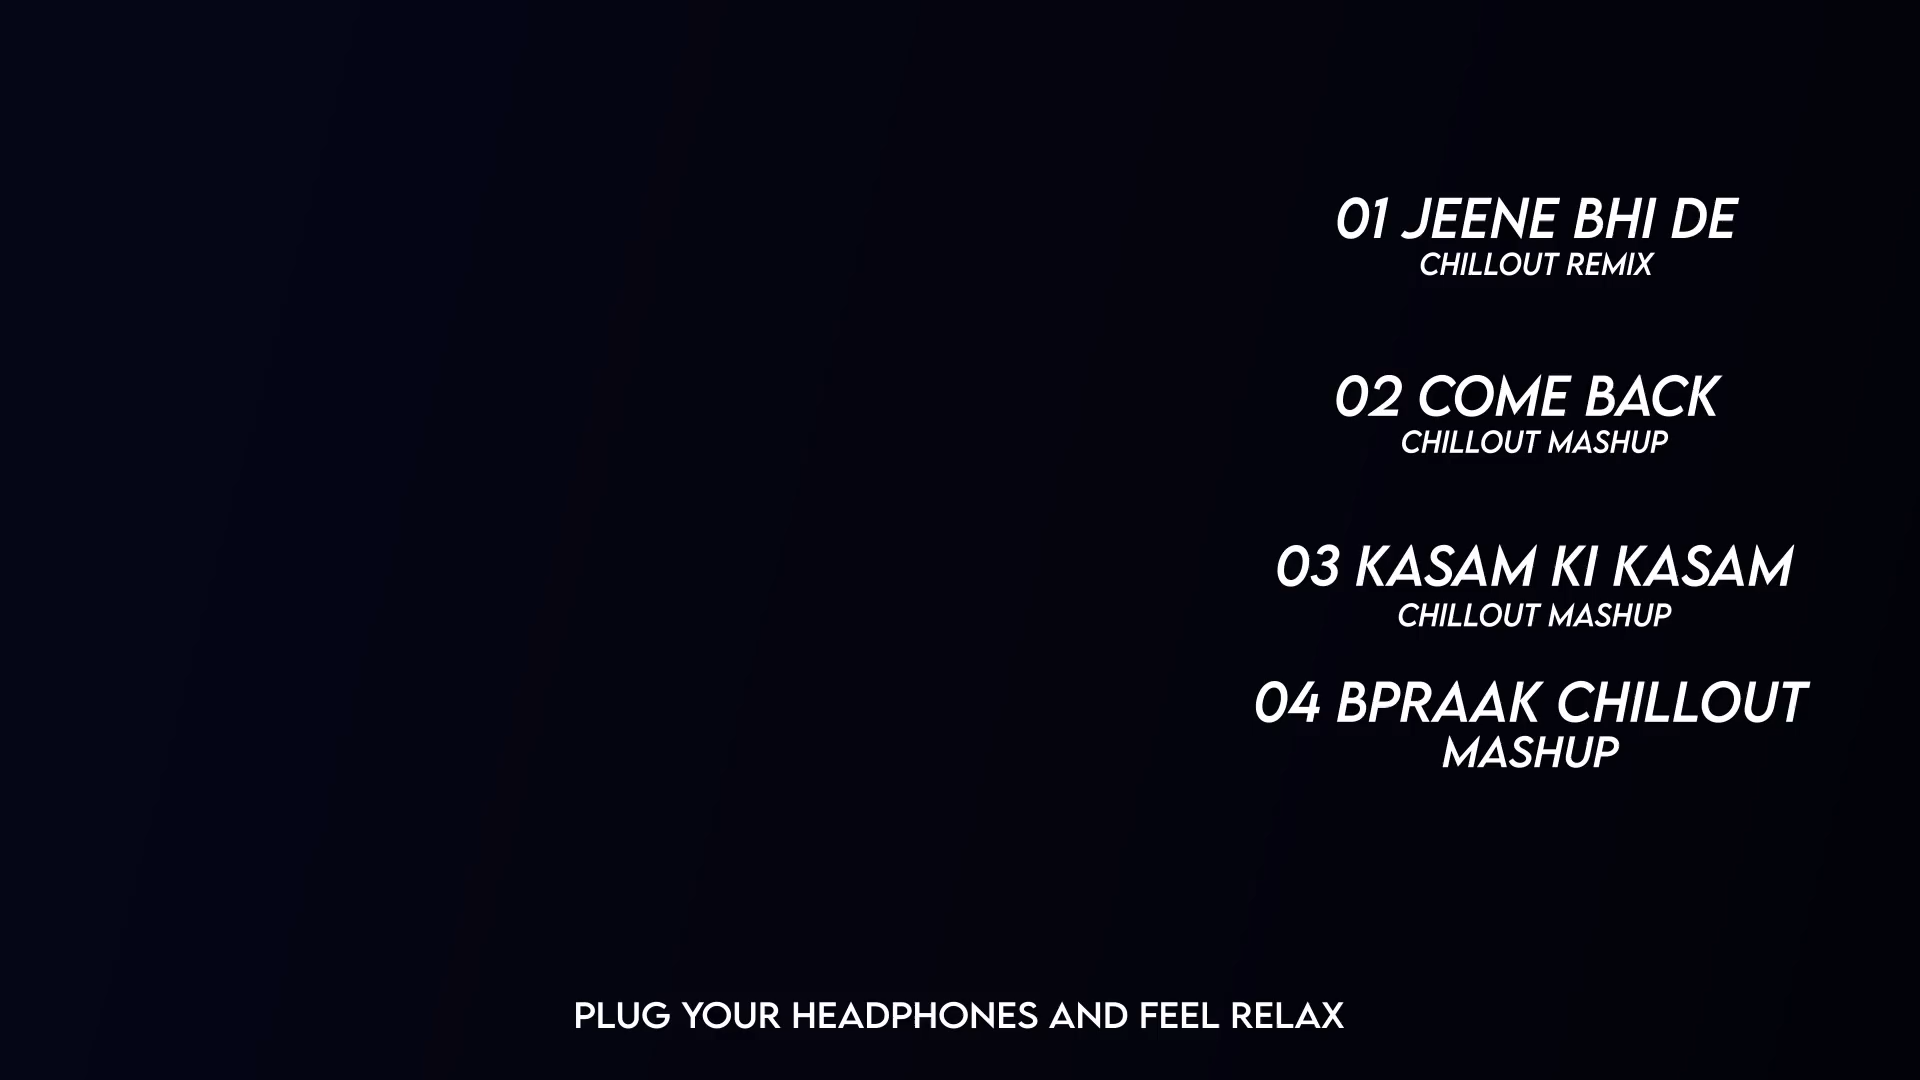 01 JEENE BHI DE
CHILLOUT REMIX
02 COME BACK
CHILLOUT MASHUP
03 KASAM KI KASAM
CHILLOUT MASHUP
04 BPRAAK CHILLOUT
MASHUP
PLUG YOUR HEADPHONES AND FEEL RELAX